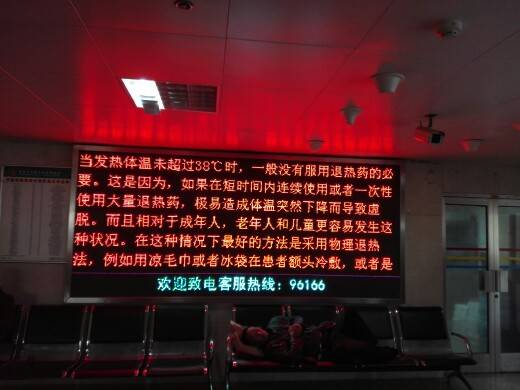 当发热体温未超过38℃时，一般没有服用退热药的必
要。这是因为，如果在短时间内连续使用或者一次性
使用大量退热药，极易造成体温突然下降而导致虚
脱。而且相对于成年人，老年人和儿童更容易发生这
种状况。在这种情况下最好的方法是采用物理退热
法，例如用凉毛巾或者冰袋在患者额头冷敷，或者是
欢迎致电客服热线：96166